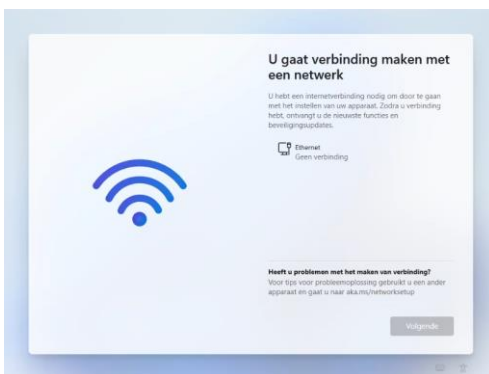 U gaat verbinding maken met
een netwerk
U hebt een internetverbinding nodig om door te gaan
met het instellen van uw apparaat. Zodra u verbinding
hebt, ontvangt u de nieuwste functies en
beveiligingsupdates.
Ethernet
Geen verbinding
Heeft u problemen met het maken van verbinding?
Voor tips voor probleemoplossing gebruikt u een ander
apparaat en gaat u naar aka.ms/networksetup
Volgende